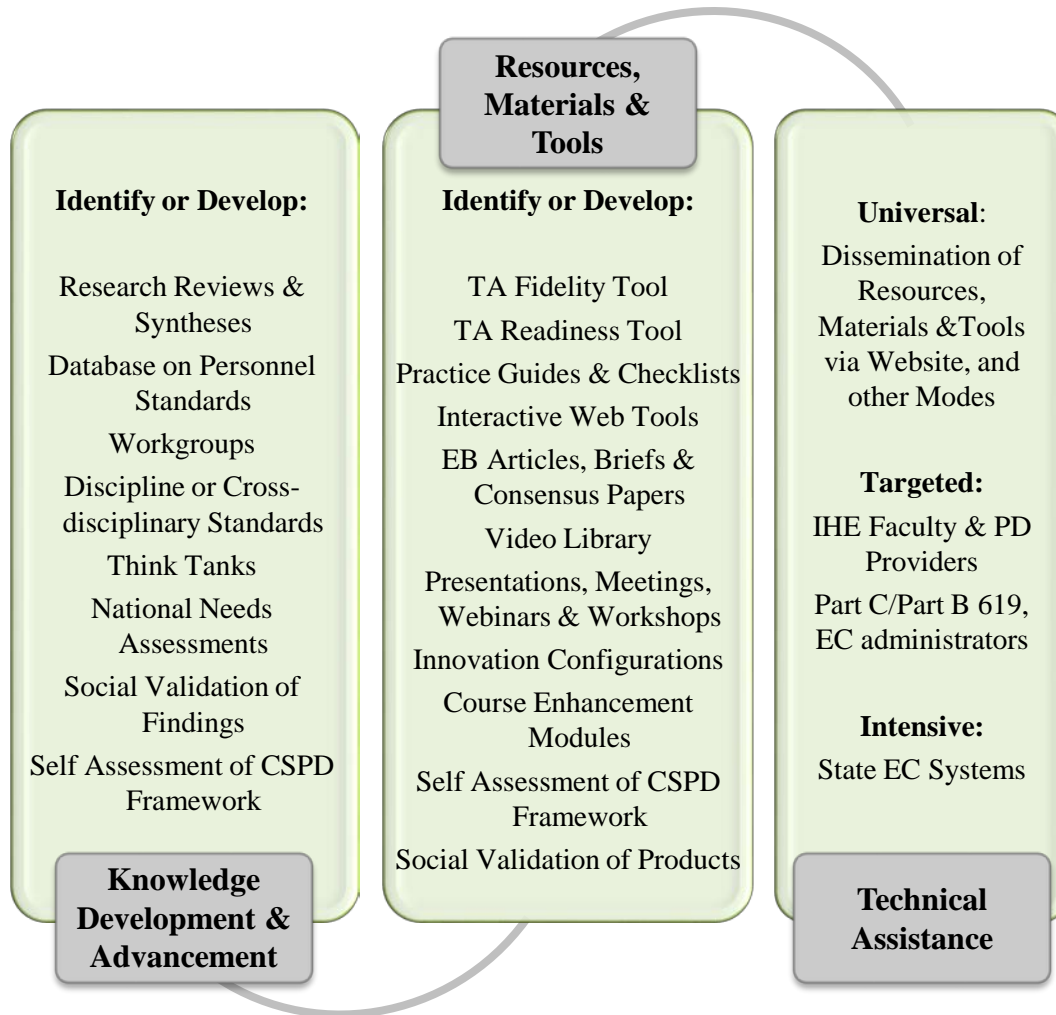 Identify or Develop:
Research Reviews &
Syntheses
Database on Personnel
Standards
Workgroups
Discipline or Cross-
disciplinary Standards
Think Tanks
National Needs
Assessments
Social Validation of
Findings
Self Assessment of CSPD
Framework
Knowledge
Development &
Advancement
Resources,
Materials &
Tools
Identify or Develop:
TA Fidelity Tool
TA Readiness Tool
Practice Guides & Checklists
Interactive Web Tools
EB Articles, Briefs &
Consensus Papers
Video Library
Presentations, Meetings,
Webinars & Workshops
Innovation Configurations
Course Enhancement
Modules
Self Assessment of CSPD
Framework
Social Validation of Products
Universal:
Dissemination of
Resources,
Materials &Tools
via Website, and
other Modes
Targeted:
IHE Faculty & PD
Providers
Part C/Part B 619,
EC administrators
Intensive:
State EC Systems
Technical
Assistance